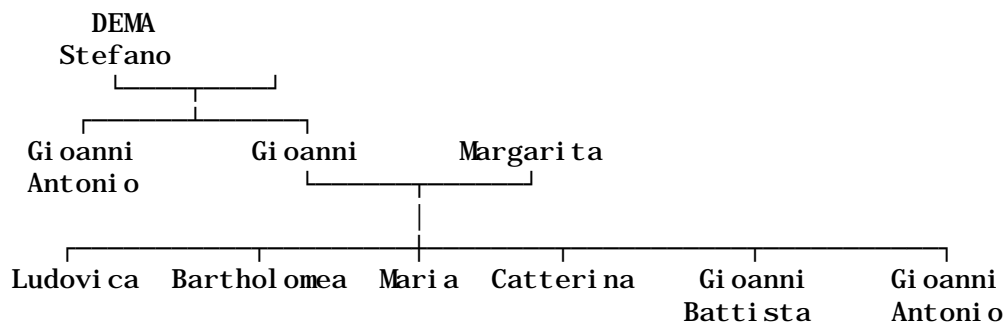 DEMA
Stefano
Gioanni Gioanni Margarita
Antonio
Ludovica Bartholomea Maria Catterina Gioanni Gioanni
Battista Antonio